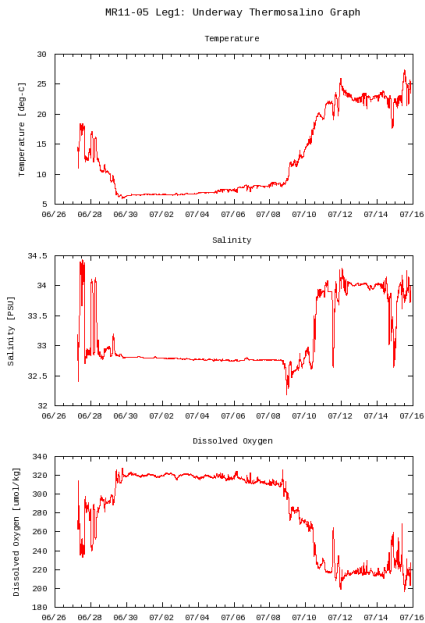 MR11-05 Leg1: Underway Thermosalino Graph
Temperature
30
25
20
15
10
5
Temperature [deg-C]
06/26 06/28 06/30 07/02 07/04 07/06 07/08 07/10 07/12 07/14 07/16
Salinity
34.5
34
33.5
33
32.5
32
Salinity [PSU]
06/26 06/28 06/30 07/02 07/04 07/06 07/08 07/10 07/12 07/14 07/16
Dissolved Oxygen
340
320
300
280
260
240
220
200
180
Dissolved Oxygen [umol/kg]
06/26 06/28 06/30 07/02 07/04 07/06 07/08 07/10 07/12 07/14 07/16